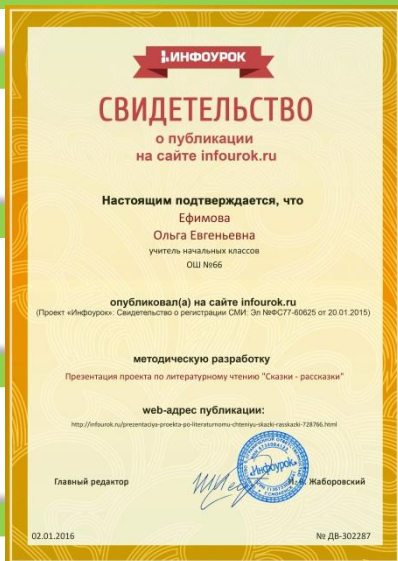 ИНФОУРОК
СВИДЕТЕЛЬСТВО
о публикации
на сайте infourok.ru
Настоящим подтверждается, что
Ефимова
Ольга Евгеньевна
учитель начальных классов
ОШ №66
опубликовал(а) на сайте infourok.ru
(Проект «Инфоурок»: Свидетельство о регистрации СМИ: Эл №ФС77-60625 от 20.01.2015)
методическую разработку
Презентация проекта по литературному чтению "Сказки - рассказки"
web-адрес публикации:
http://infourok.ru/prezentaciya-proekta-po-literaturnomu-chteniyu-skazki-rasskazki-728766.html
Главный редактор
«Инфоурок»
Жаборовский
02.01.2016
№ ДВ-302287